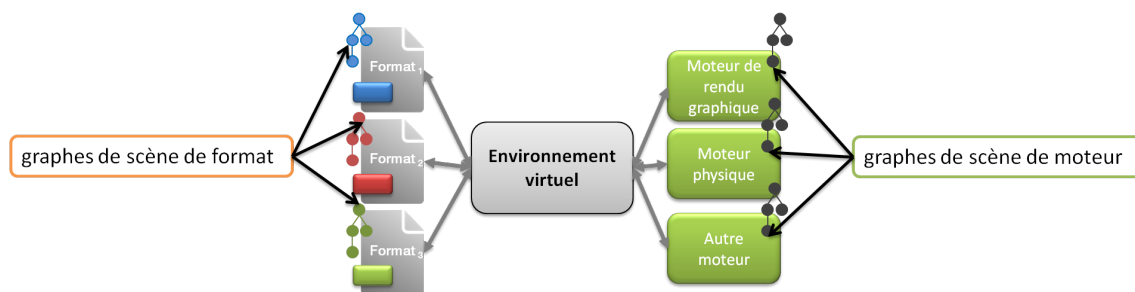 graphes de scène de format
Format 1
Format 2
Format 3
Environnement
virtuel
Moteur de
rendu
graphique
Moteur
physique
Autre
moteur
graphes de scène de moteur